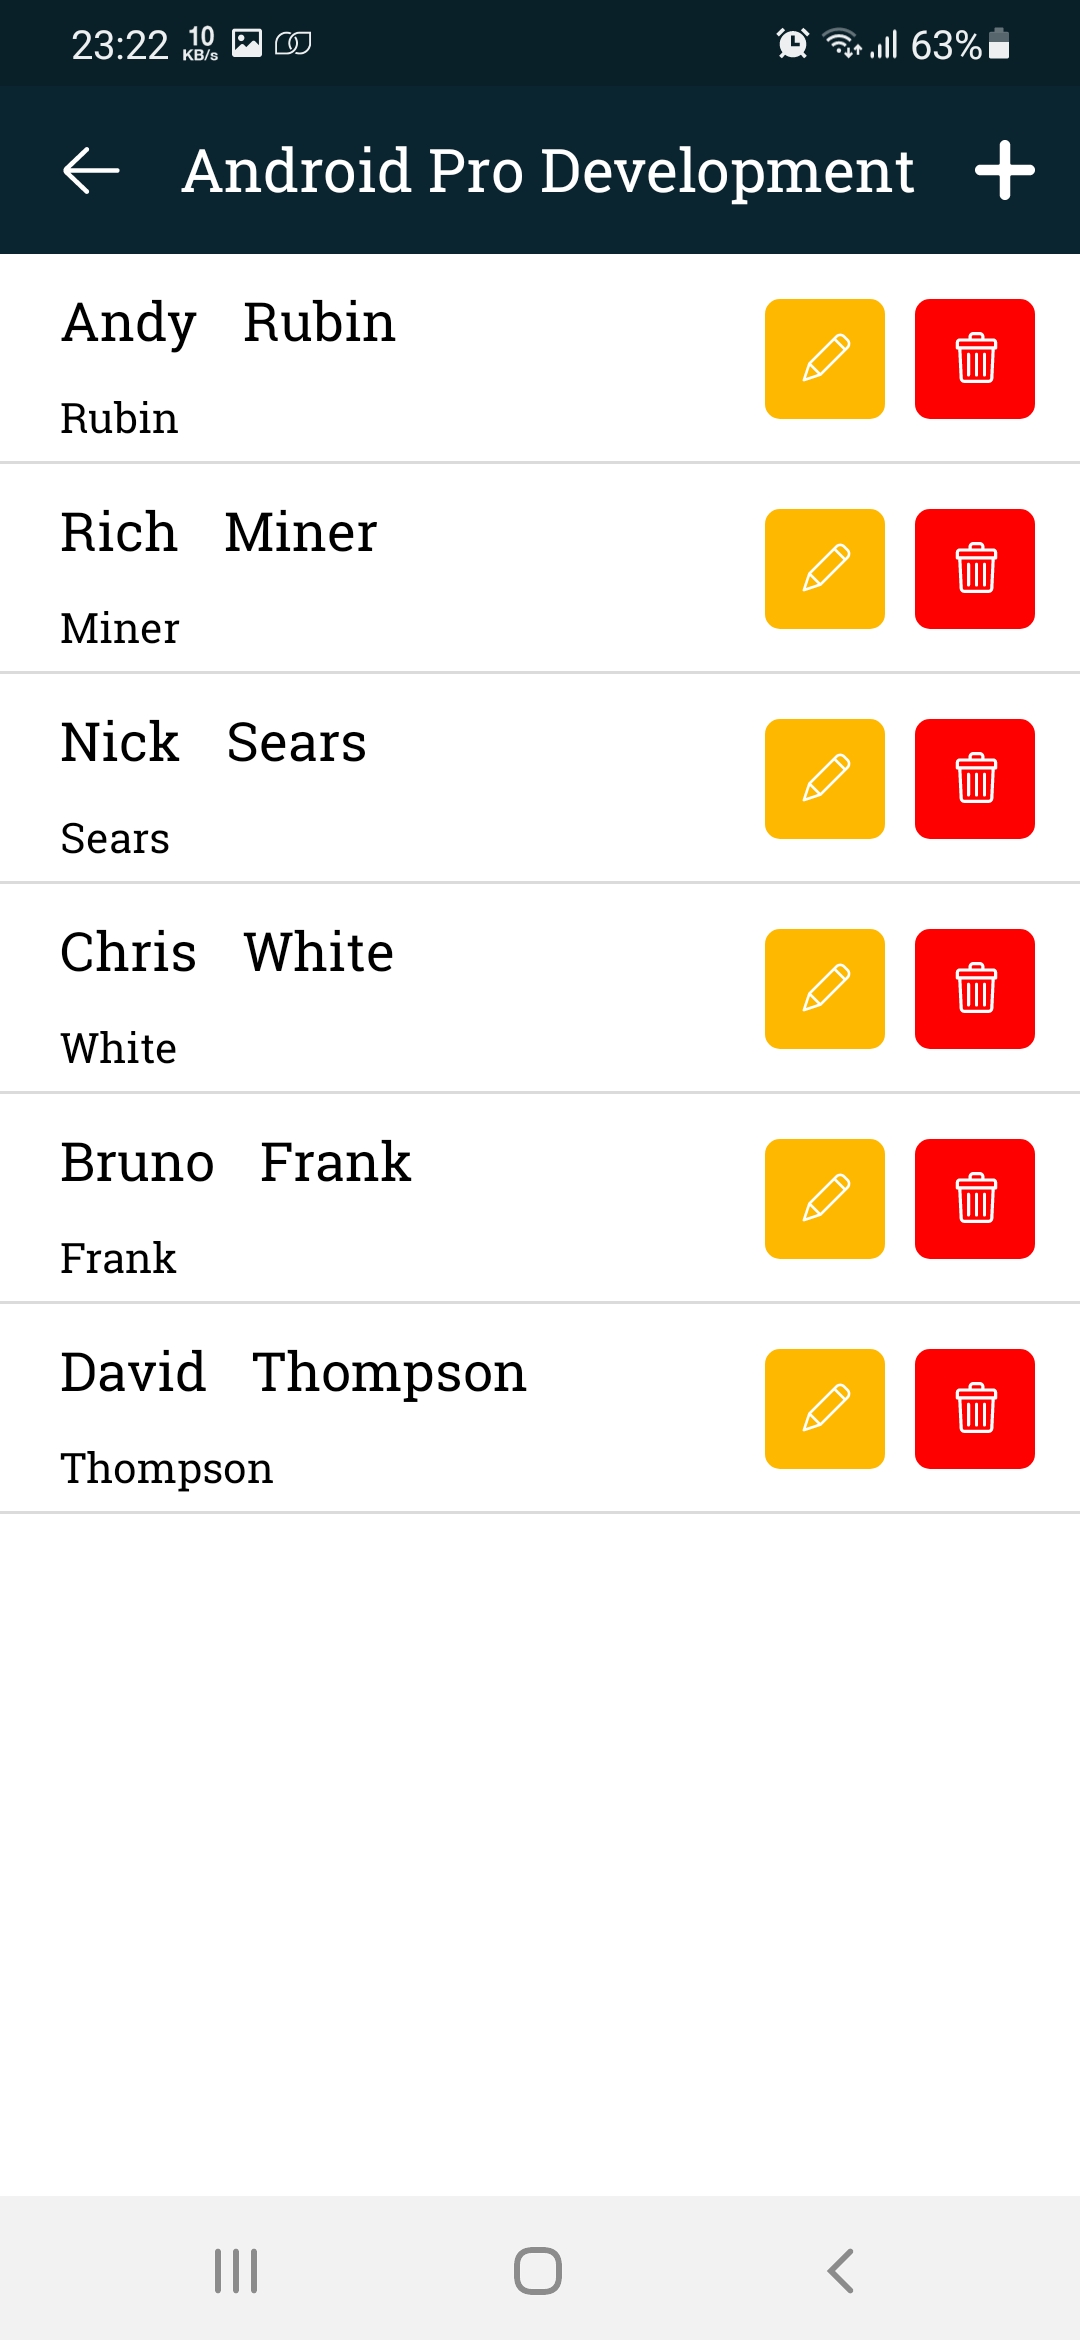 23:22 10 KB/s 63%
Android Pro Development
Andy Rubin
Rubin
Rich Miner
Miner
Nick Sears
Sears
Chris White
White
Bruno Frank
Frank
David Thompson
Thompson